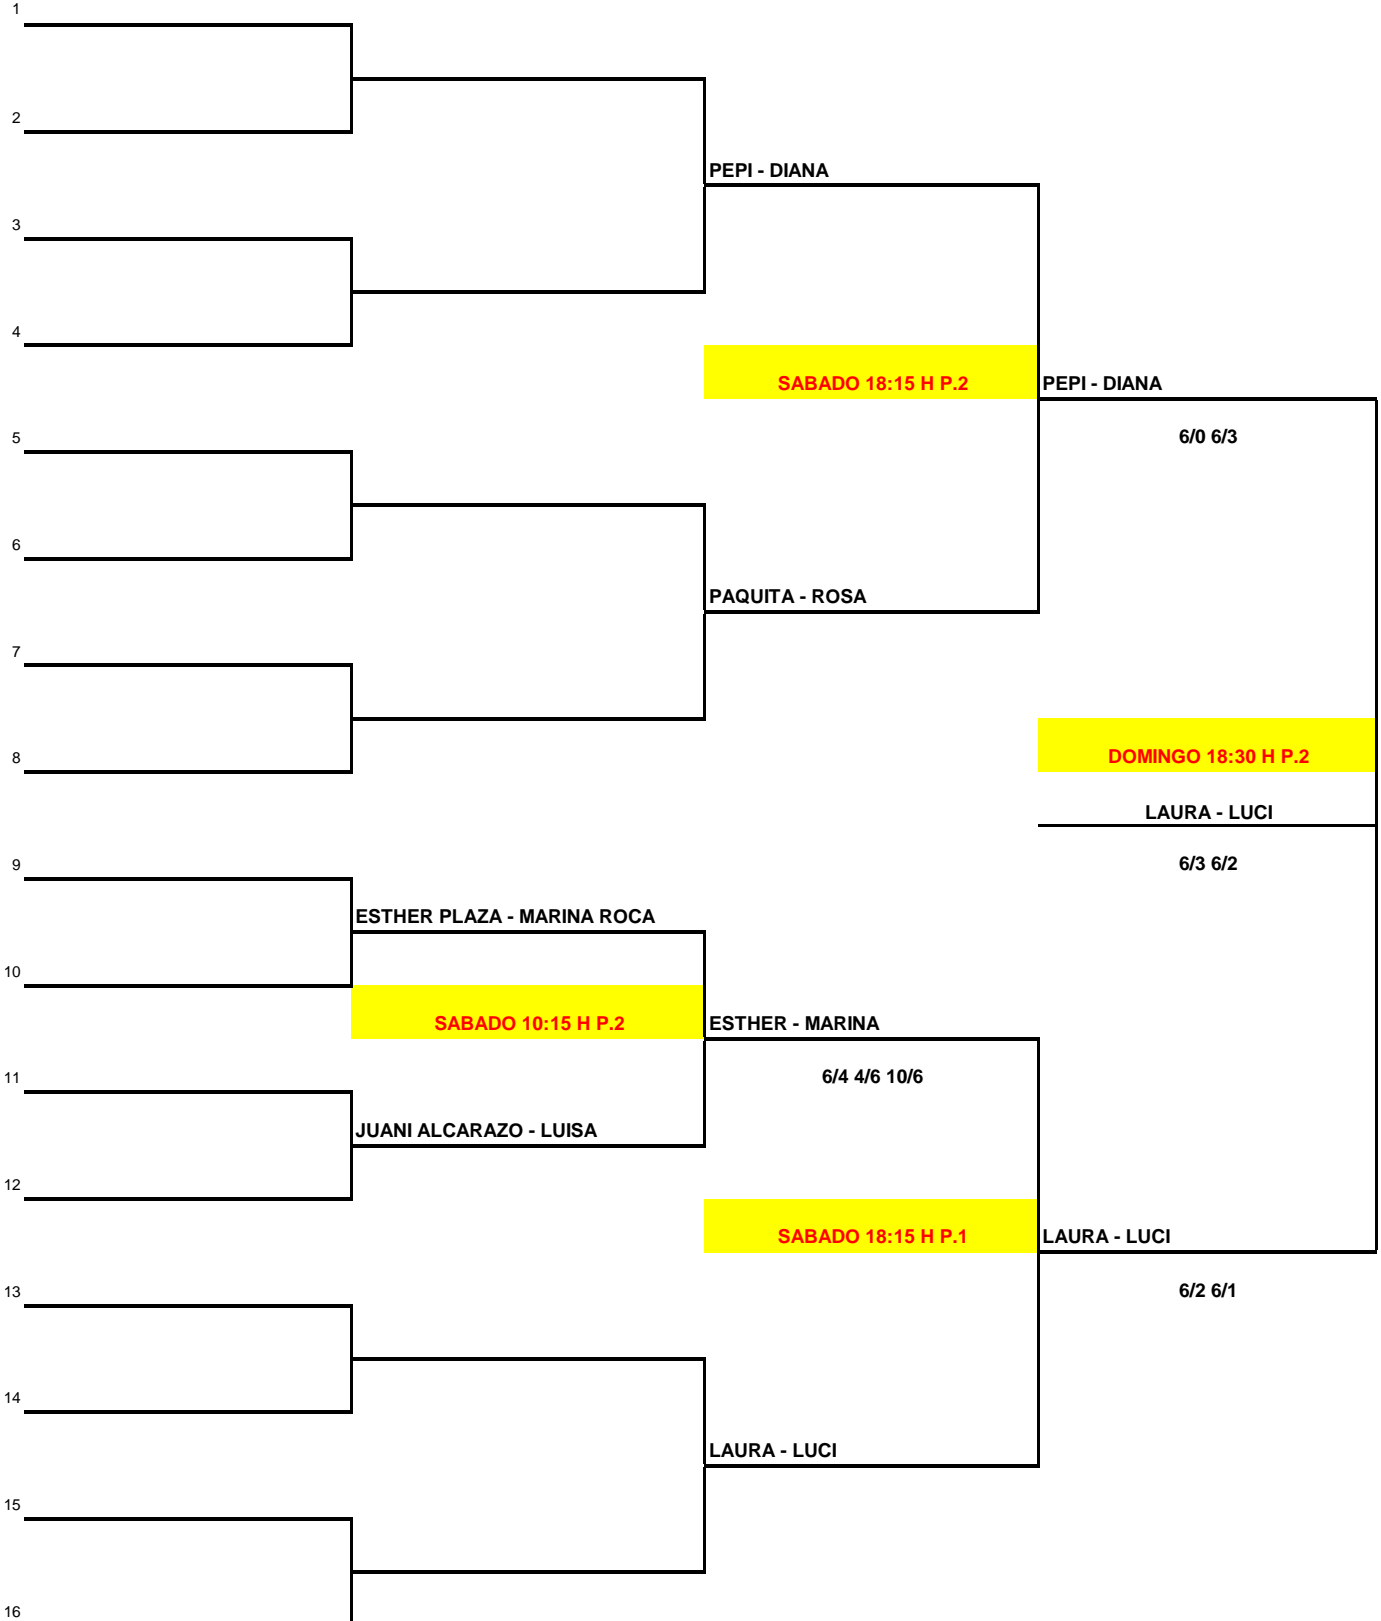 1
2
PEPI - DIANA
3
4
SABADO 18:15 H P.2
PEPI - DIANA
5
6/0 6/3
6
PAQUITA - ROSA
7
8
DOMINGO 18:30 H P.2
LAURA - LUCI
9
6/3 6/2
ESTHER PLAZA - MARINA ROCA
10
SABADO 10:15 H P.2
ESTHER - MARINA
11
6/4 4/6 10/6
JUANI ALCARAZO - LUISA
12
SABADO 18:15 H P.1
LAURA - LUCI
13
6/2 6/1
14
LAURA - LUCI
15
16